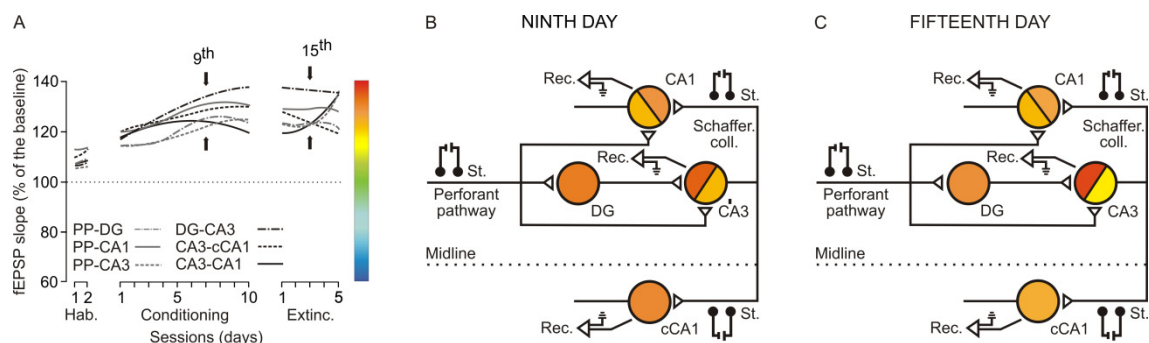 A
9th
15th
fEPSP slope (% of the baseline)
140
120
100
80
60
PP-DG
PP-CA1
PP-CA3
DG-CA3
CA3-cCA1
CA3-CA1
1 2
Hab.
1 5 10
Conditioning
1 5
Extinc.
Sessions (days)
B NINTH DAY
CA1
Rec.
St.
Schaffer.
coll.
St.
Rec.
Perforant
pathway
DG
CA3
Midline
St.
Rec.
cCA1
C FIFTEENTH DAY
CA1
Rec.
St.
Schaffer.
coll.
St.
Rec.
Perforant
pathway
DG
CA3
Midline
St.
Rec.
cCA1